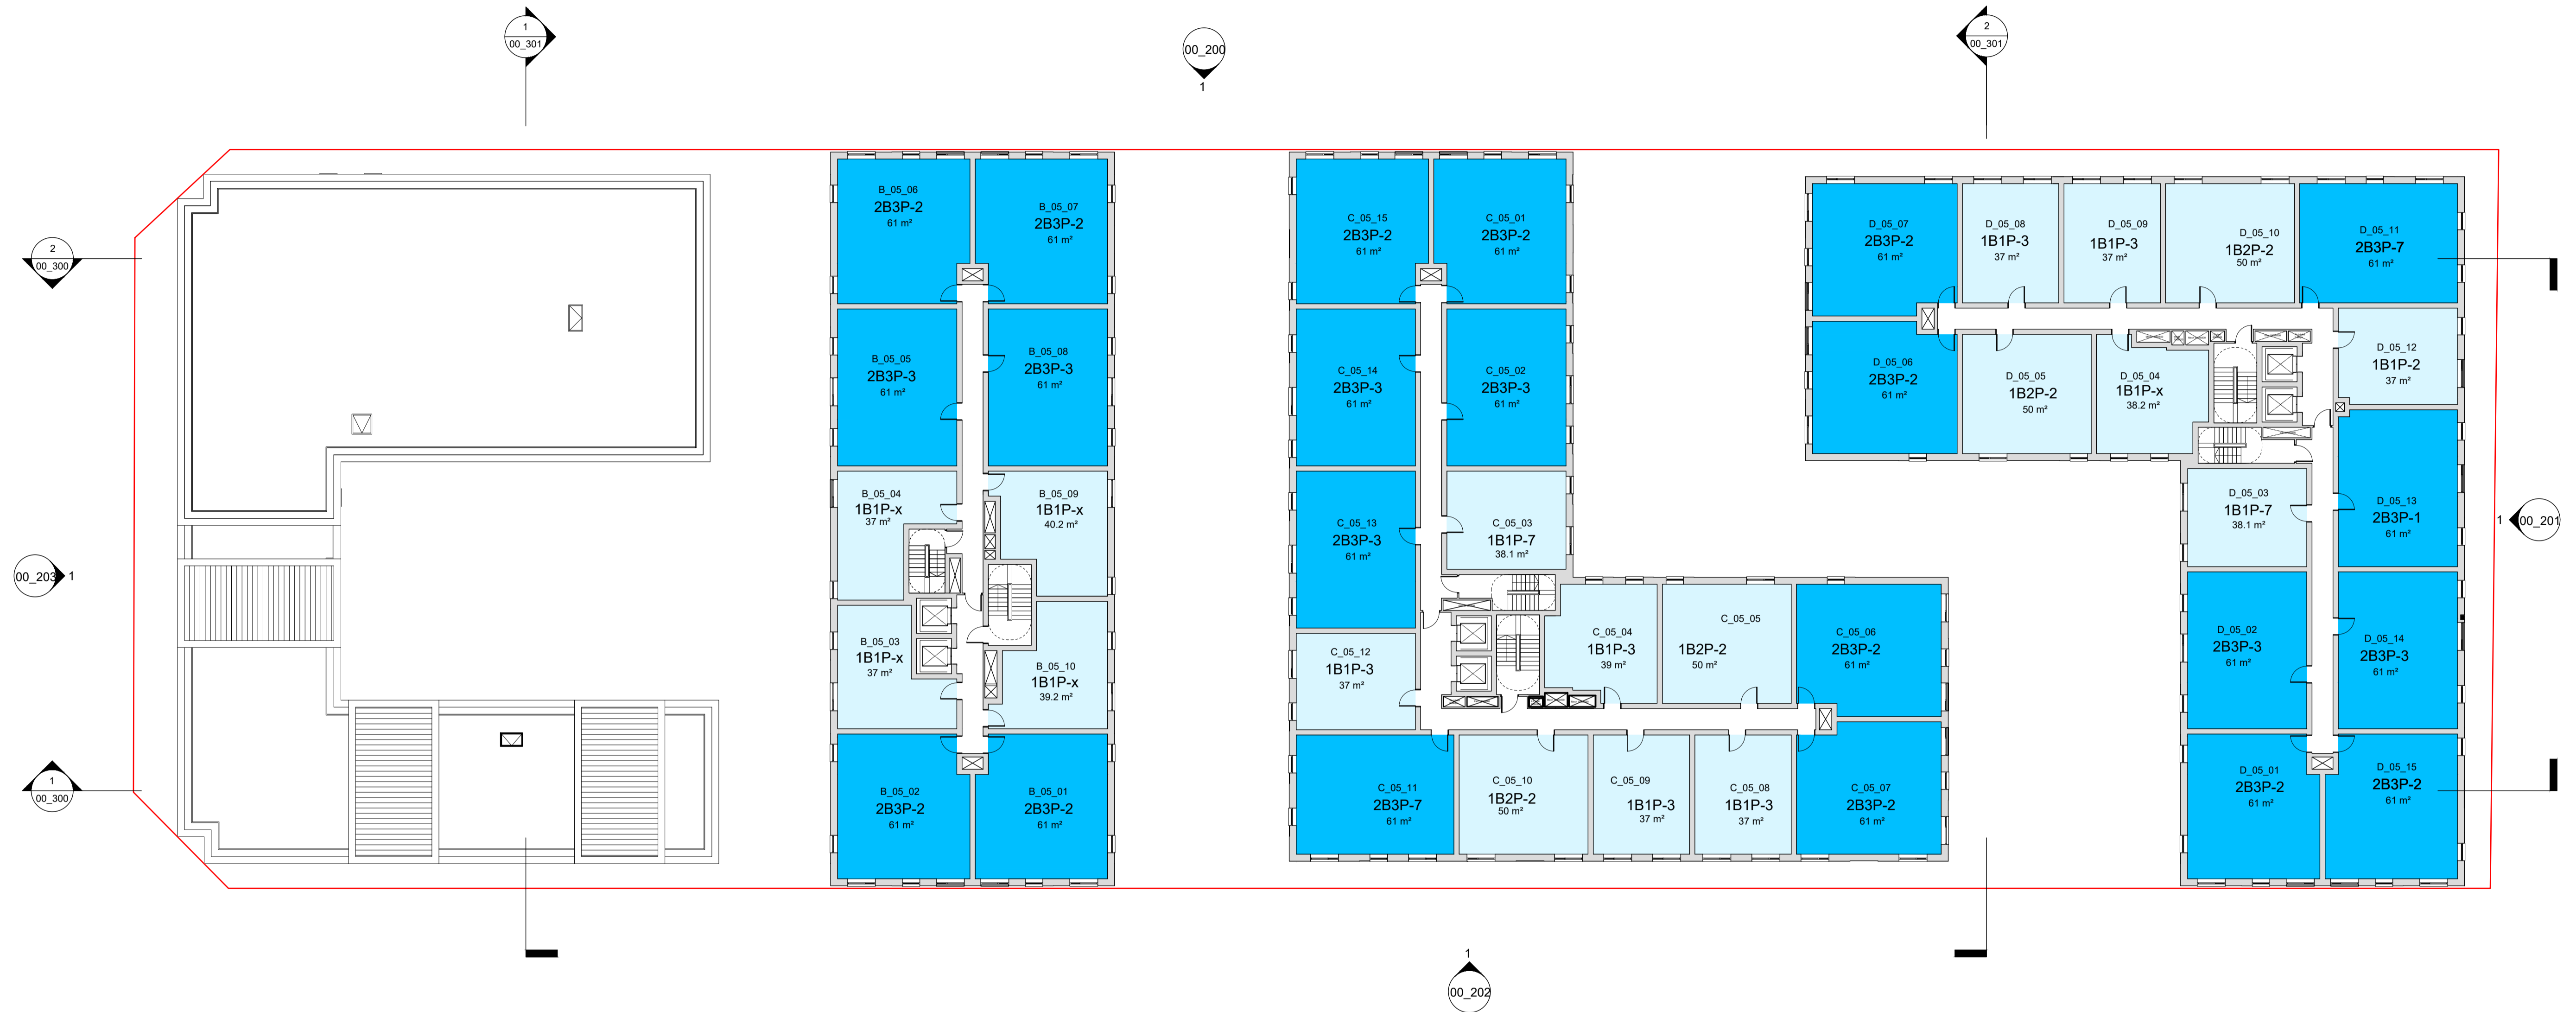 1
00_301
00_200
1
2
00_301
2
00_300
00_203
1
1
00_300
1
00_201
1
00_202
B_05_06
2B3P-2
61 m²
B_05_07
2B3P-2
61 m²
B_05_05
2B3P-3
61 m²
B_05_08
2B3P-3
61 m²
B_05_04
1B1P-x
37 m²
B_05_09
1B1P-x
40.2 m²
B_05_03
1B1P-x
37 m²
B_05_10
1B1P-x
39.2 m²
B_05_02
2B3P-2
61 m²
B_05_01
2B3P-2
61 m²
C_05_15
2B3P-2
61 m²
C_05_01
2B3P-2
61 m²
C_05_14
2B3P-3
61 m²
C_05_02
2B3P-3
61 m²
C_05_13
2B3P-3
61 m²
C_05_03
1B1P-7
38.1 m²
C_05_12
1B1P-3
37 m²
C_05_04
1B1P-3
39 m²
C_05_05
1B2P-2
50 m²
C_05_06
2B3P-2
61 m²
C_05_11
2B3P-7
61 m²
C_05_10
1B2P-2
50 m²
C_05_09
1B1P-3
37 m²
C_05_08
1B1P-3
37 m²
C_05_07
2B3P-2
61 m²
D_05_07
2B3P-2
61 m²
D_05_08
1B1P-3
37 m²
D_05_09
1B1P-3
37 m²
D_05_10
1B2P-2
50 m²
D_05_11
2B3P-7
61 m²
D_05_06
2B3P-2
61 m²
D_05_05
1B2P-2
50 m²
D_05_04
1B1P-x
38.2 m²
D_05_12
1B1P-2
37 m²
D_05_03
1B1P-7
38.1 m²
D_05_13
2B3P-1
61 m²
D_05_02
2B3P-3
61 m²
D_05_14
2B3P-3
61 m²
D_05_01
2B3P-2
61 m²
D_05_15
2B3P-2
61 m²